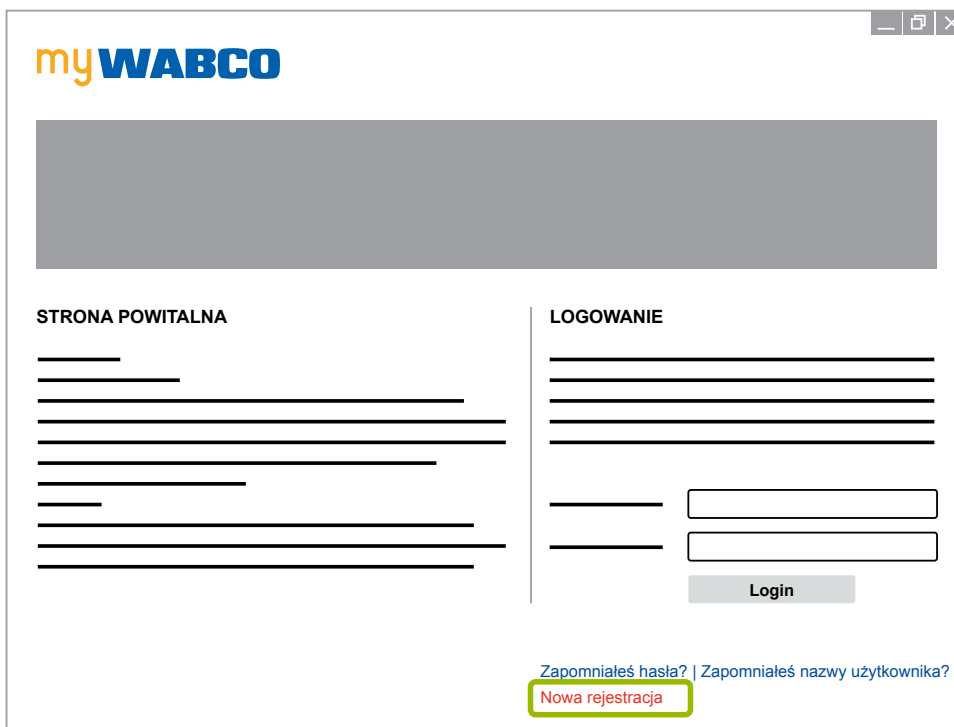 myWABCO
STRONA POWITALNA
LOGOWANIE
Login
Zapomniałeś hasła? | Zapomniałeś nazwy użytkownika?
Nowa rejestracja